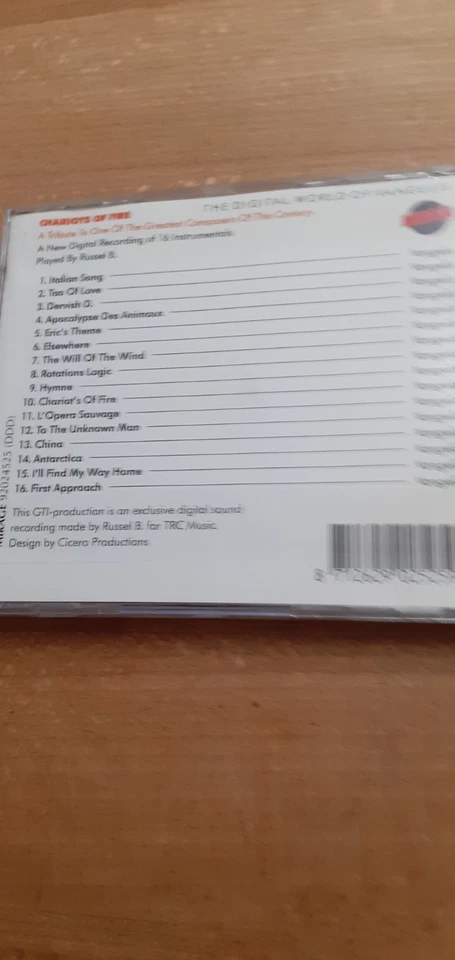 THE DIGITAL WORLD OF VANGELIS
CHARIOTS OF FIRE
A Tribute To One Of The Greatest Composers Of This Century.
A New Digital Recording of 16 Instrumentals
Played By Russel B.
1. Italian Song
2. Tao Of Love
3. Dervish D.
4. Apocalypse Des Animaux
5. Eric's Theme
6. Elsewhere
7. The Will Of The Wind
8. Rotations Logic
9. Hymne
10. Chariot's Of Fire
11. L'Opera Sauvage
12. To The Unknown Man
13. China
14. Antarctica
15. I'll Find My Way Home
16. First Approach
This GTI-production is an exclusive digital sound
recording made by Russel B. for TRC Music.
Design by Cicero Productions
MIRAGE 92024525 (DDD)